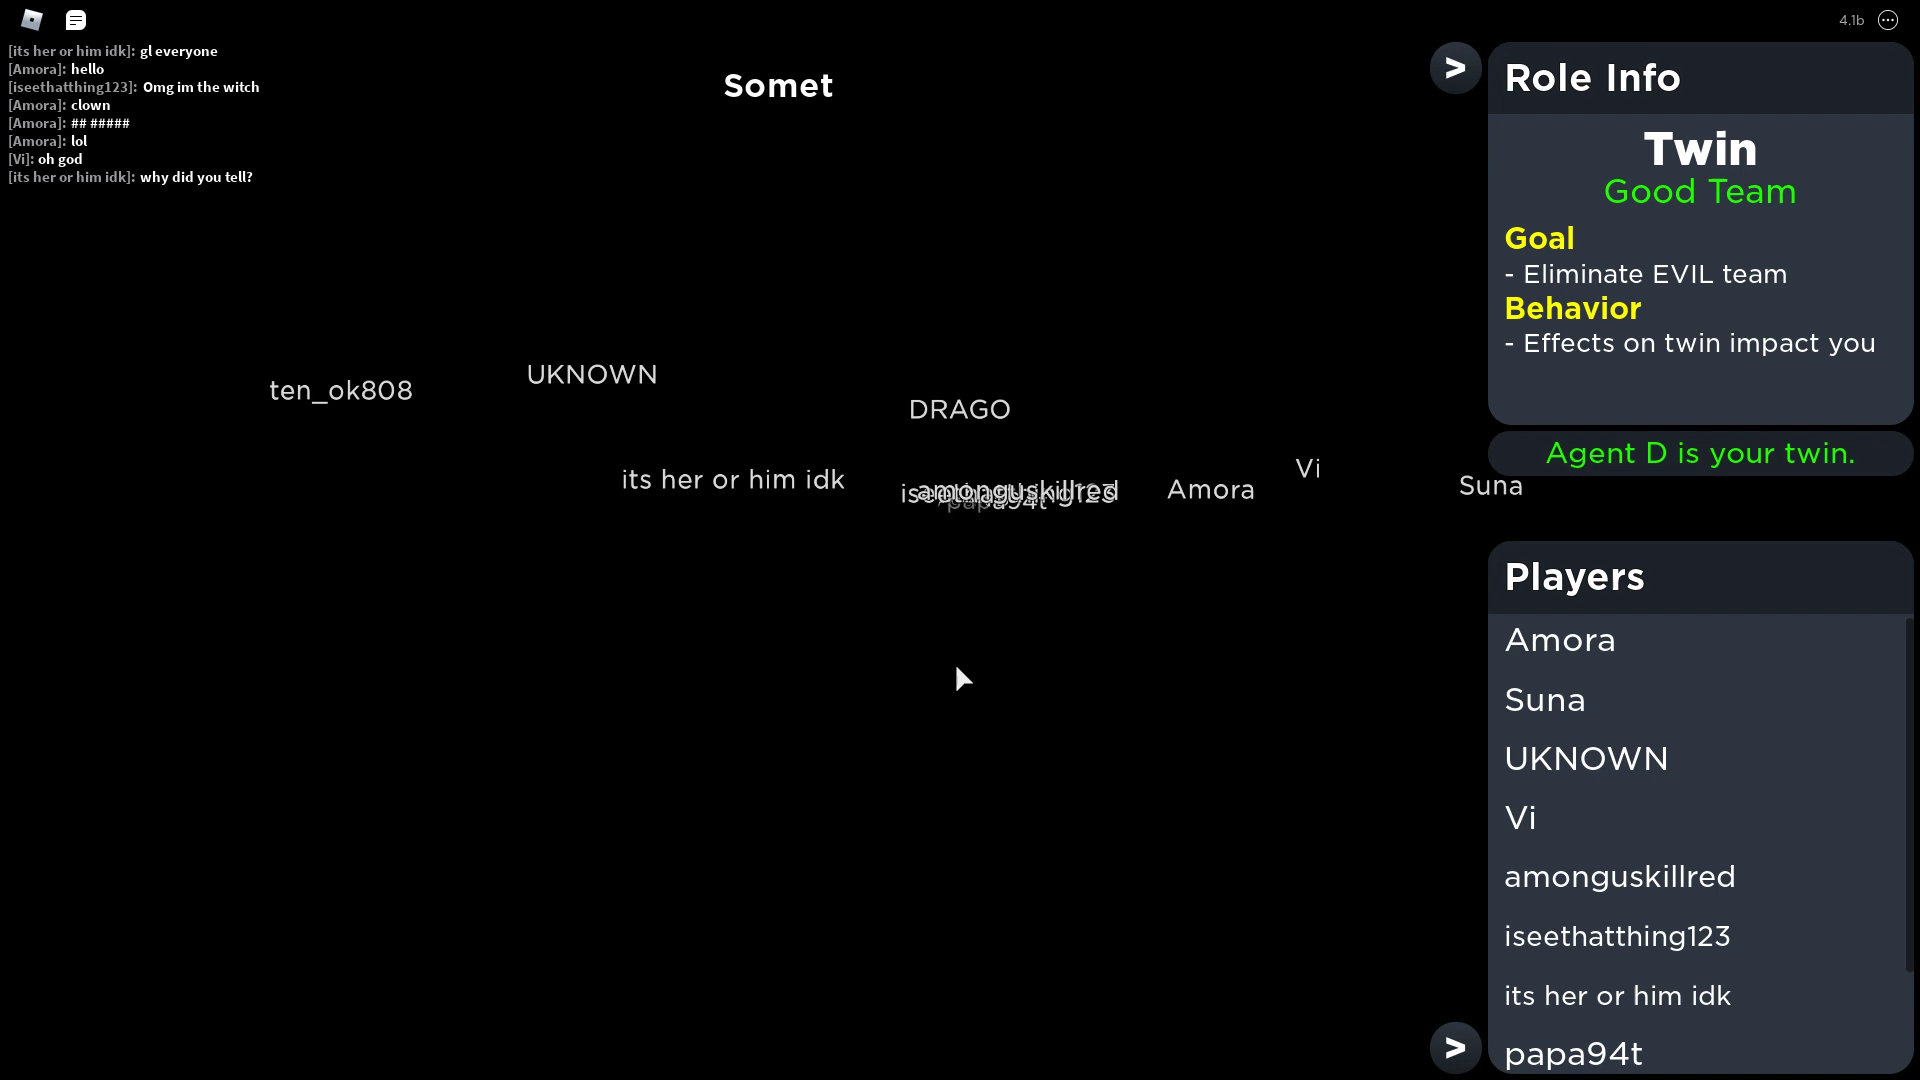 4.1b
[its her or him idk]: gl everyone
[Amora]: hello
[iseethatthing123]: Omg im the witch
[Amora]: clown
[Amora]: ## #####
[Amora]: lol
[Vi]: oh god
[its her or him idk]: why did you tell?
Somet
ten_ok808
UKNOWN
DRAGO
its her or him idk
amonguskillred
papa94t
Amora
Vi
Suna
>
Role Info
Twin
Good Team
Goal
- Eliminate EVIL team
Behavior
- Effects on twin impact you
Agent D is your twin.
Players
Amora
Suna
UKNOWN
Vi
amonguskillred
iseethatthing123
its her or him idk
papa94t
>